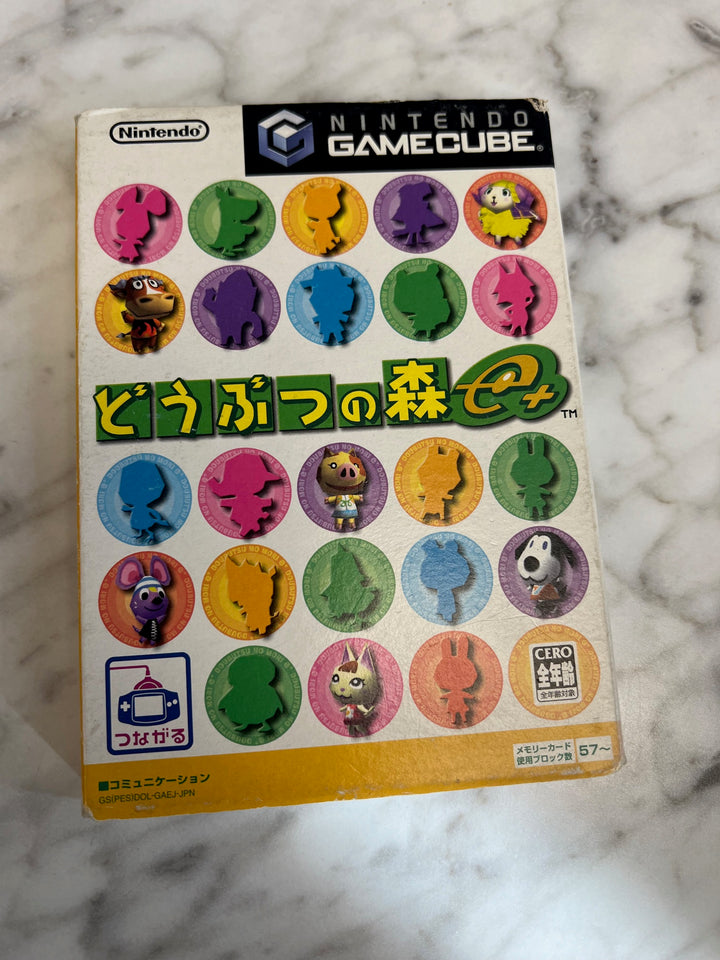 Nintendo®
NINTENDO
GAMECUBE®
どうぶつの森e+™
CERO
全年齢
全年齢対象
つながる
メモリーカード
使用ブロック数
57～
■コミュニケーション
GS(PES)DOL-GAEJ-JPN